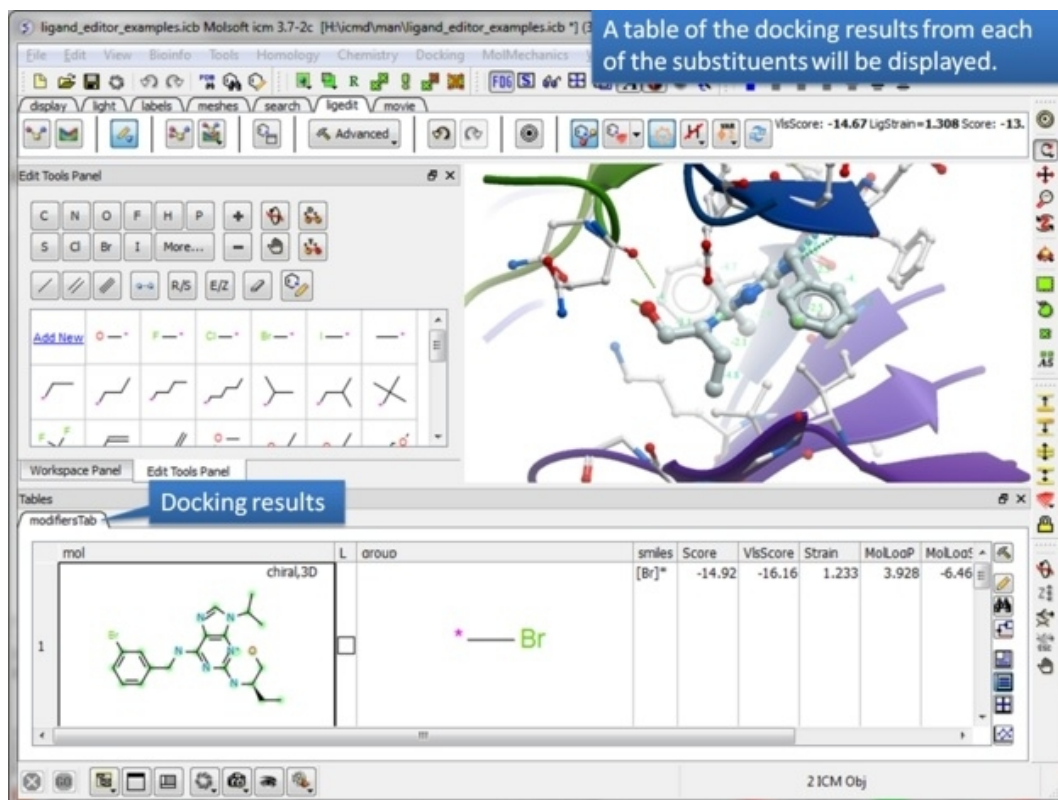 ligand_editor_examples.icb Molsoft icm 3.7-2c [H:\icmd\man\ligand_editor_examples.icb *] (3
A table of the docking results from each
of the substituents will be displayed.
File Edit View Bioinfo Tools Homology Chemistry Docking MolMechanics
display light labels meshes search ligedit movie
Advanced
VlsScore: -14.67 LigStrain=1.308 Score: -13.
Edit Tools Panel
C N O F H P
S Cl Br I More...
R/S E/Z
Add New
Workspace Panel Edit Tools Panel
Tables
Docking results
modifiersTab
mol L group smiles Score VlsScore Strain MolLogP MolLogS
chiral,3D
[Br]* -14.92 -16.16 1.233 3.928 -6.46
1
* Br
2 ICM Obj